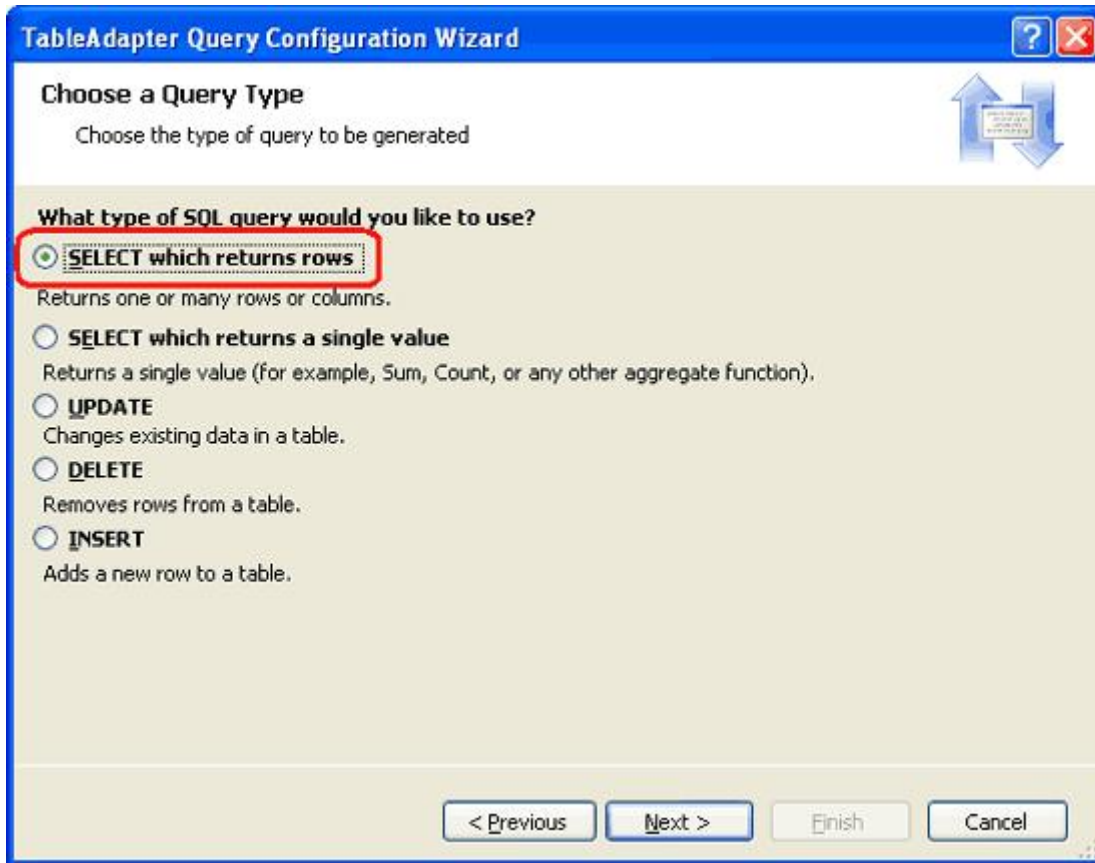 TableAdapter Query Configuration Wizard
Choose a Query Type
Choose the type of query to be generated
What type of SQL query would you like to use?
SELECT which returns rows
Returns one or many rows or columns.
SELECT which returns a single value
Returns a single value (for example, Sum, Count, or any other aggregate function).
UPDATE
Changes existing data in a table.
DELETE
Removes rows from a table.
INSERT
Adds a new row to a table.
< Previous Next > Finish Cancel